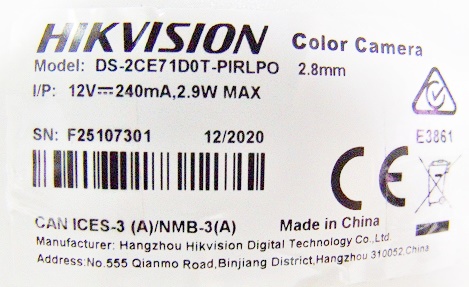 HIKVISION Color Camera
Model: DS-2CE71D0T-PIRLPO 2.8mm
I/P: 12V⎓240mA,2.9W MAX
SN: F25107301 12/2020
E3861
CE
CAN ICES-3 (A)/NMB-3(A) Made in China
Manufacturer: Hangzhou Hikvision Digital Technology Co.,Ltd.
Address:No.555 Qianmo Road,Binjiang District,Hangzhou 310052,China